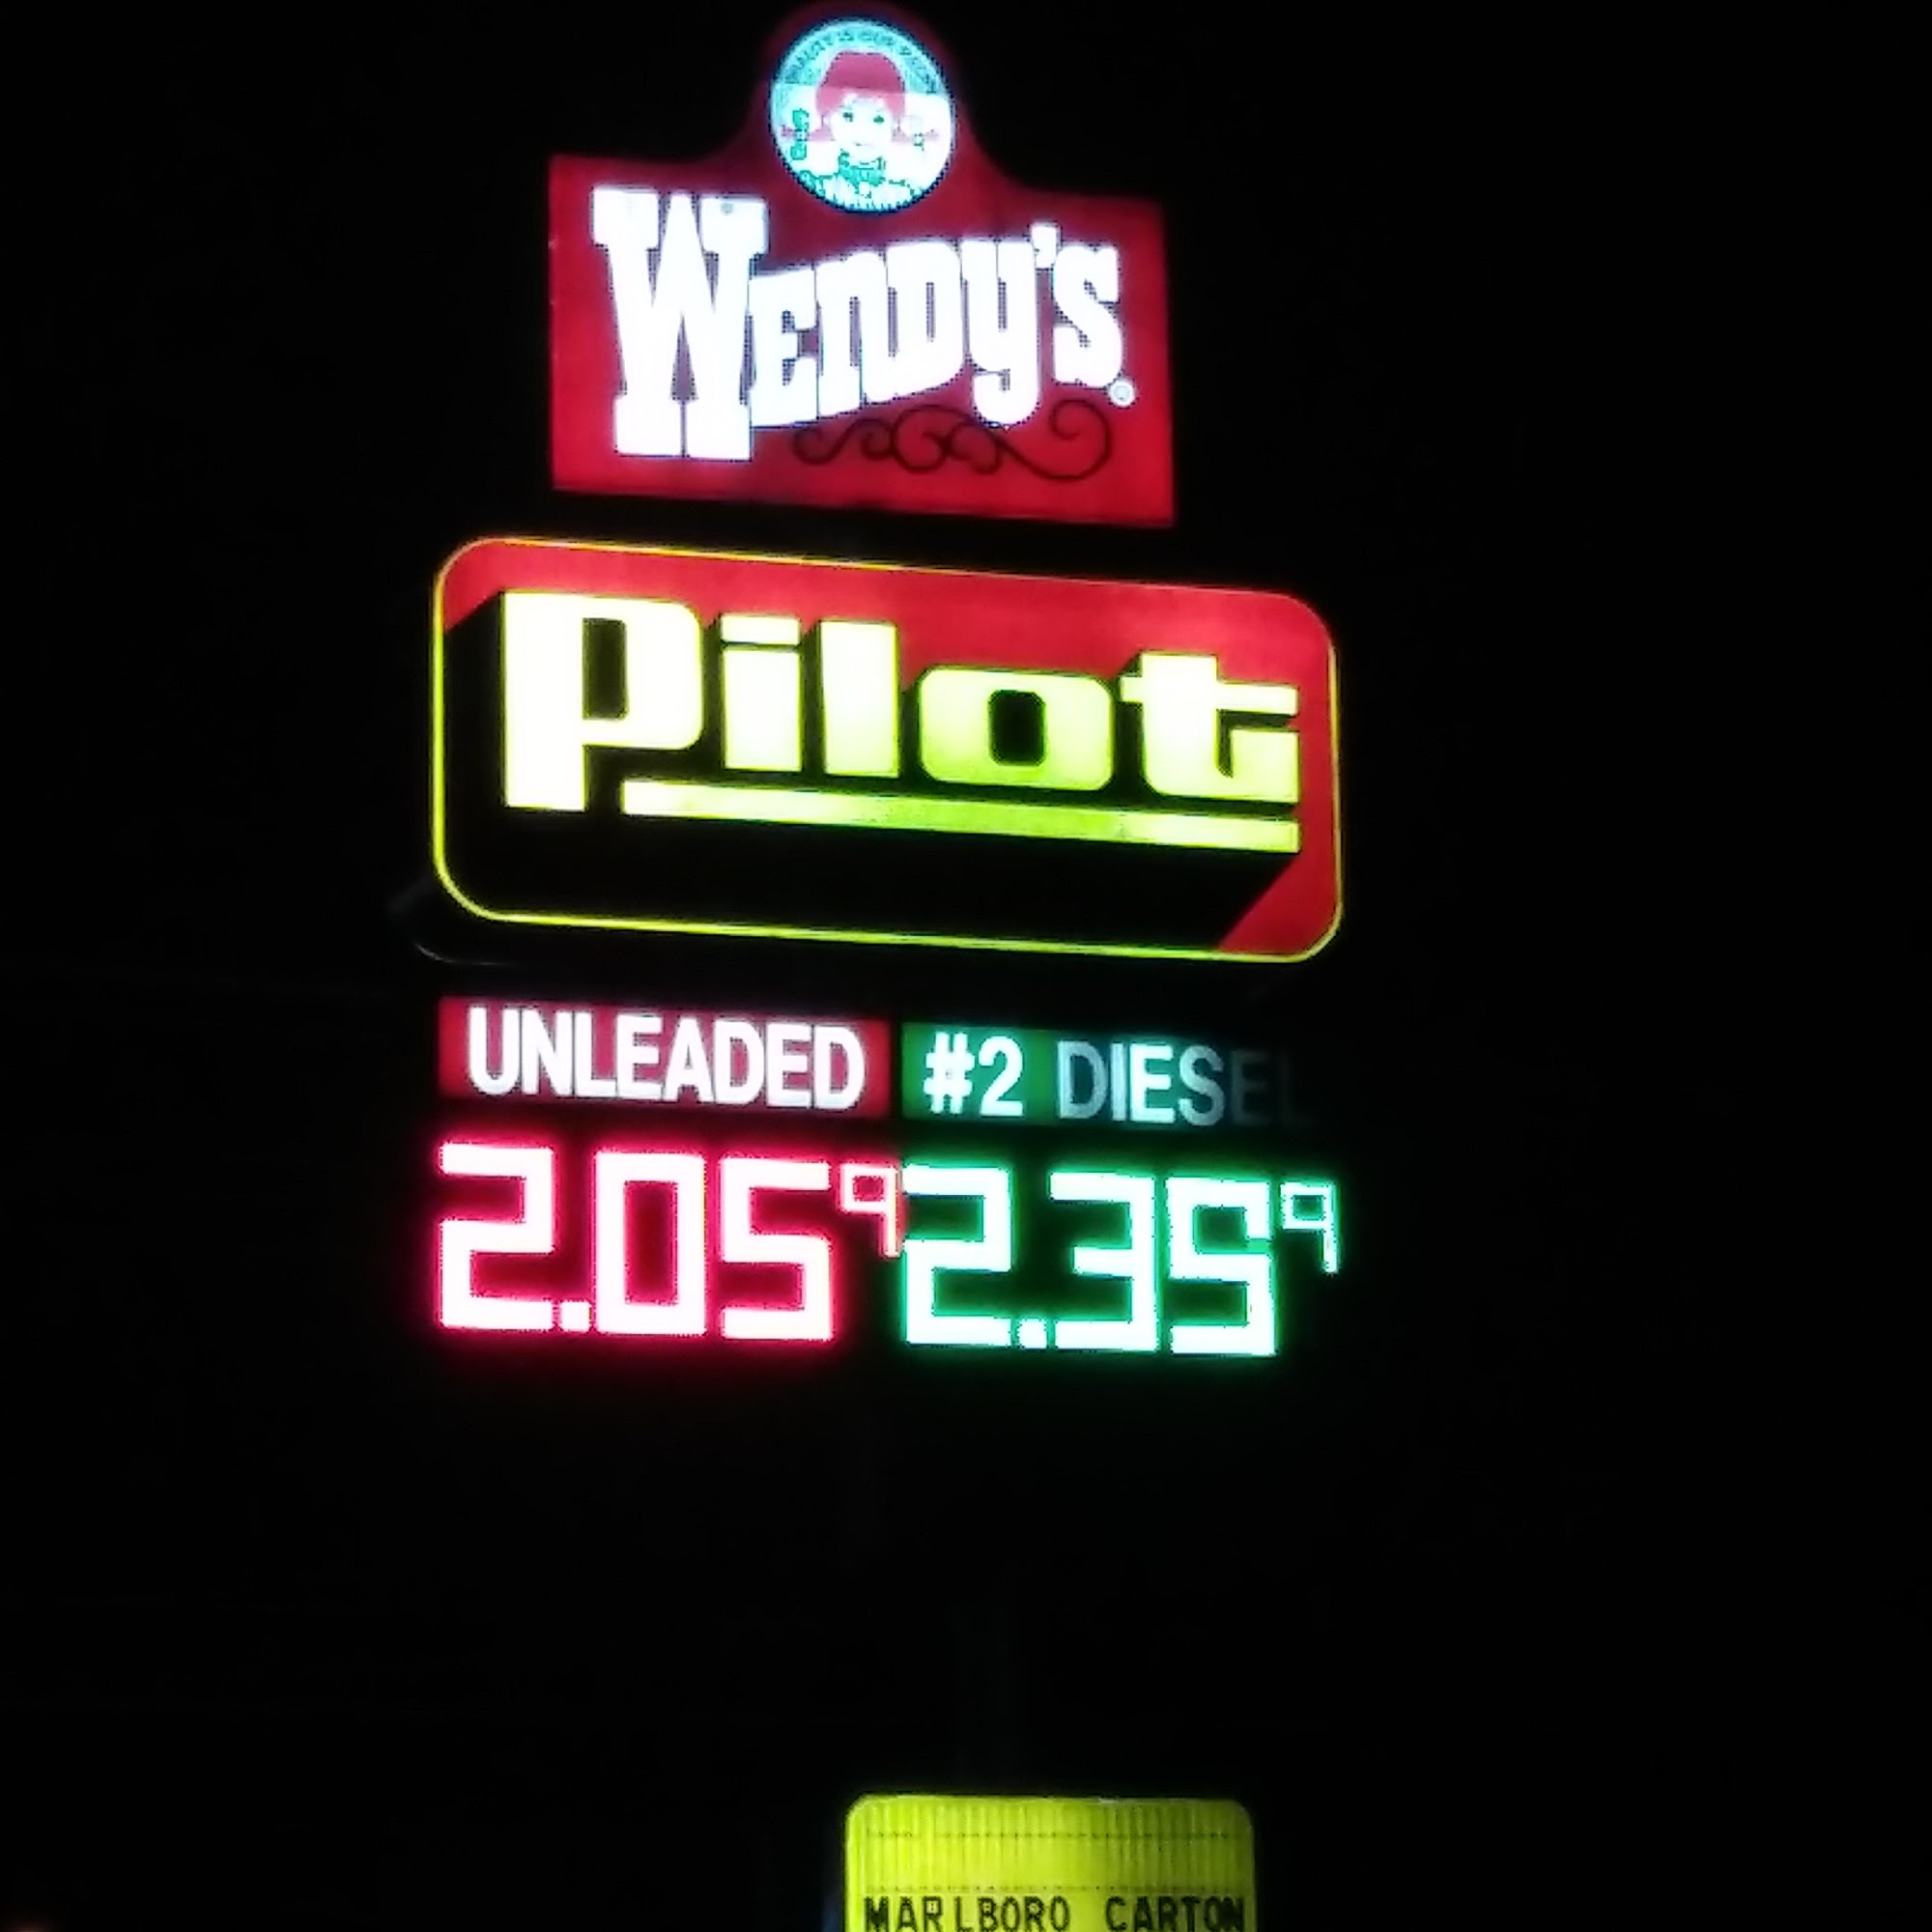 Wendy's®
Pilot
UNLEADED #2 DIESEL
2.05⁹ 2.35⁹
MARLBORO CARTON